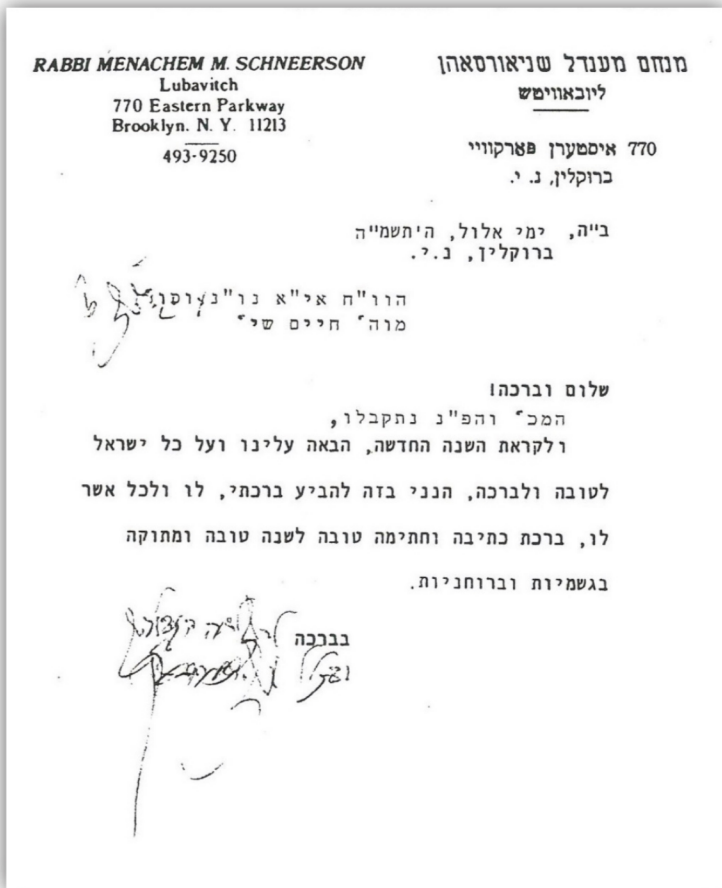 RABBI MENACHEM M. SCHNEERSON
Lubavitch
770 Eastern Parkway
Brooklyn. N. Y. 11213
493-9250
מנחם מענדל שניאורסאהן
ליובאוויטש
770 איסטערן פּאַרקוויי
ברוקלין, נ. י.
ב"ה, ימי אלול, ה'תשמ"ה
ברוקלין, נ.י.
הוו"ח אי"א נו"נ
מוה' חיים שי'
שלום וברכה!
המכ' והפ"נ נתקבלו,
ולקראת השנה החדשה, הבאה עלינו ועל כל ישראל
לטובה ולברכה, הנני בזה להביע ברכתי, לו ולכל אשר
לו, ברכת כתיבה וחתימה טובה לשנה טובה ומתוקה
בגשמיות וברוחניות.
בברכה